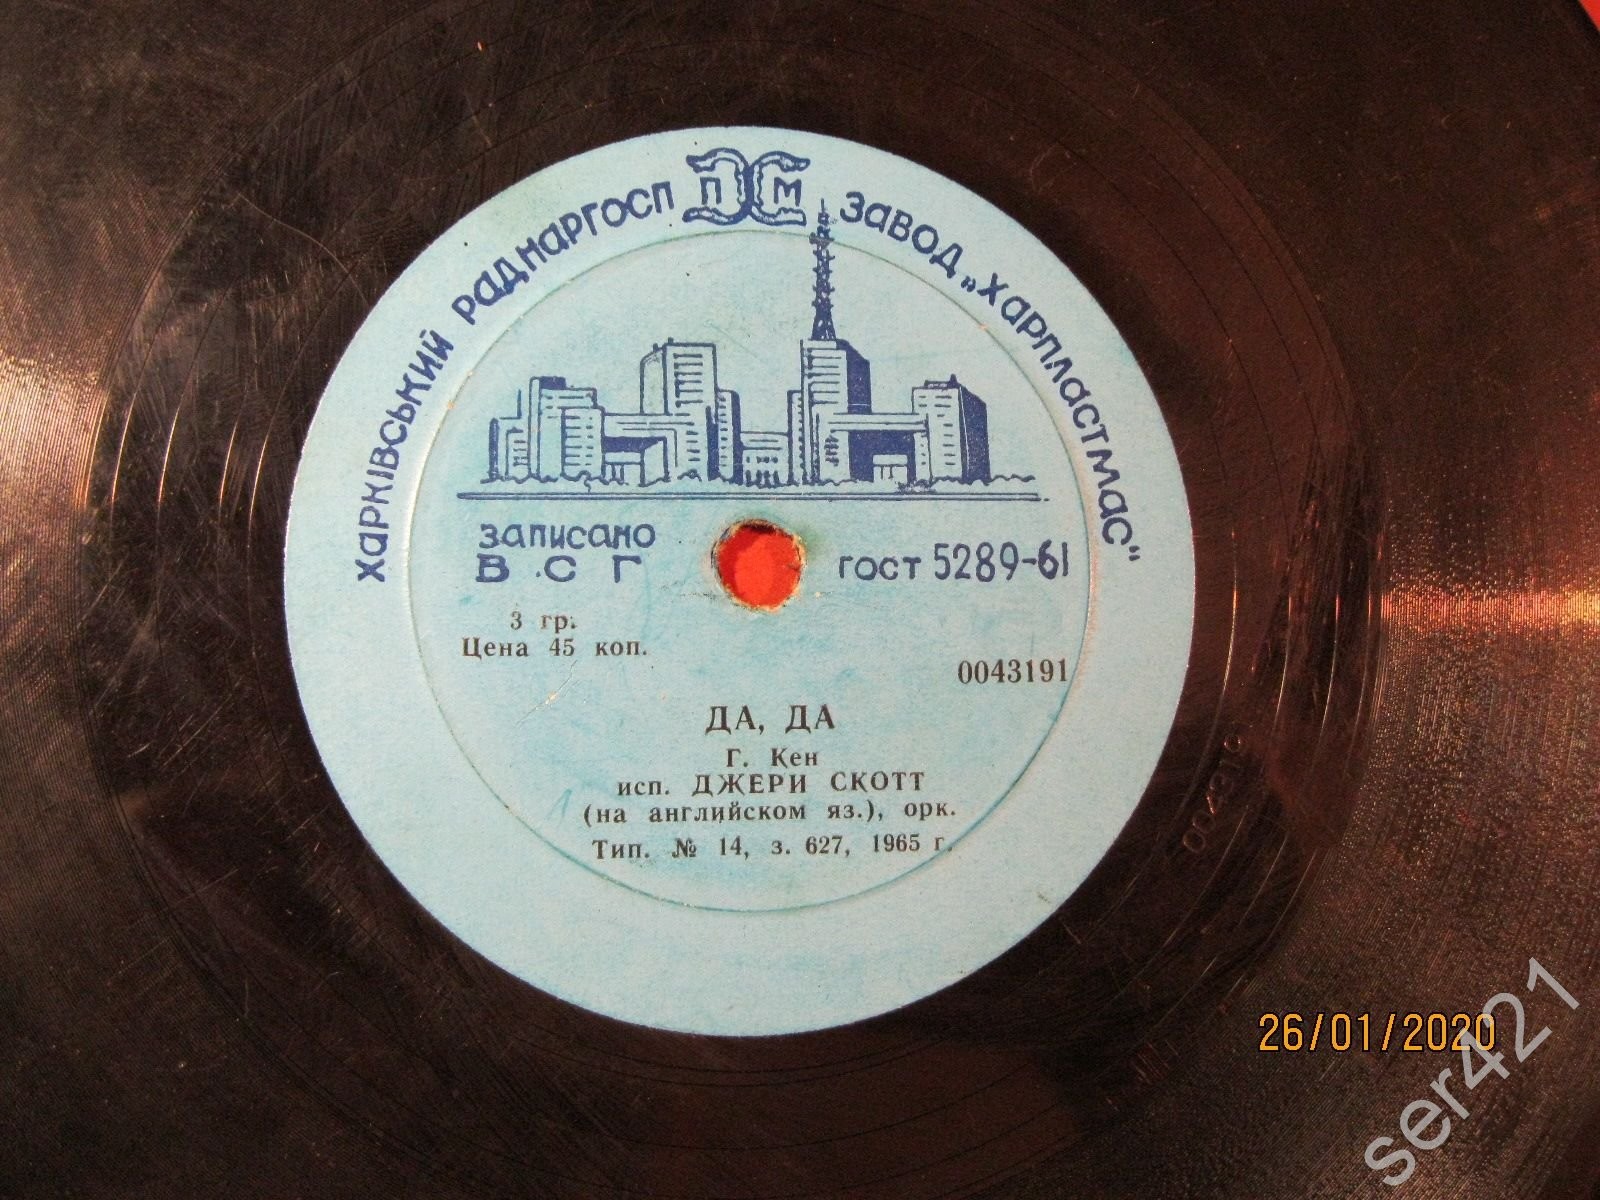 Харківський раднаргосп ПМ завод „Харпластмас"
записано
ВСГ
гост 5289-61
3 гр.
Цена 45 коп.
0043191
ДА, ДА
Г. Кен
исп. ДЖЕРИ СКОТТ
(на английском яз.), орк.
Тип. № 14, з. 627, 1965 г.
26/01/2020
ser421